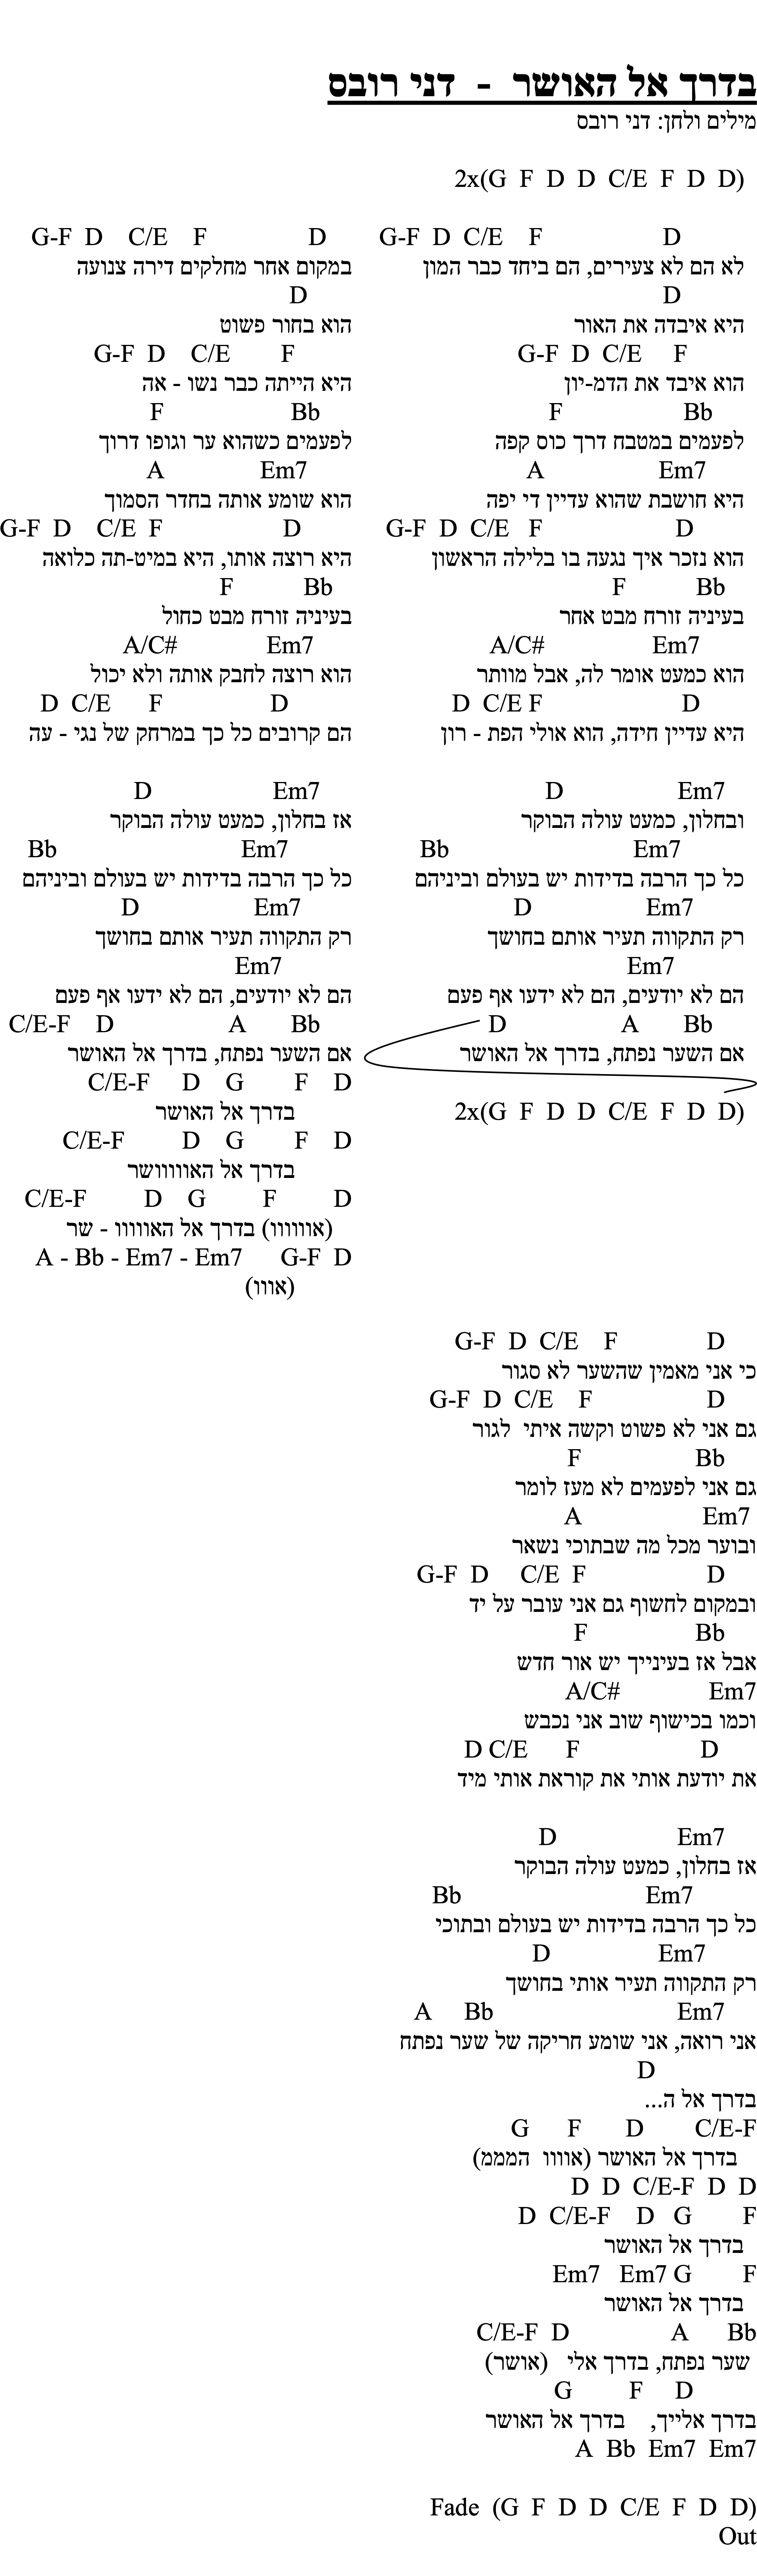 בדרך אל האושר - דני רובס
מילים ולחן: דני רובס
2x(G F D D C/E F D D)
G-F D C/E F D
לא הם לא צעירים, הם ביחד כבר המון
D
היא איבדה את האור
G-F D C/E F
הוא איבד את הדמ-יון
F Bb
לפעמים במטבח דרך כוס קפה
A Em7
היא חושבת שהוא עדיין די יפה
G-F D C/E F D
הוא נזכר איך נגעה בו בלילה הראשון
F Bb
בעיניה זורח מבט אחר
A/C# Em7
הוא כמעט אומר לה, אבל מוותר
D C/E F D
היא עדיין חידה, הוא אולי הפת - רון
D Em7
ובחלון, כמעט עולה הבוקר
Bb Em7
כל כך הרבה בדידות יש בעולם וביניהם
D Em7
רק התקווה תעיר אותם בחושך
Em7
הם לא יודעים, הם לא ידעו אף פעם
D A Bb
אם השער נפתח, בדרך אל האושר
2x(G F D D C/E F D D)
G-F D C/E F D
במקום אחר מחלקים דירה צנועה
D
הוא בחור פשוט
G-F D C/E F
היא הייתה כבר נשו - אה
F Bb
לפעמים כשהוא ער וגופו דרוך
A Em7
הוא שומע אותה בחדר הסמוך
G-F D C/E F D
היא רוצה אותו, היא במיט-תה כלואה
F Bb
בעיניה זורח מבט כחול
A/C# Em7
הוא רוצה לחבק אותה ולא יכול
D C/E F D
הם קרובים כל כך במרחק של נגי - עה
D Em7
אז בחלון, כמעט עולה הבוקר
Bb Em7
כל כך הרבה בדידות יש בעולם וביניהם
D Em7
רק התקווה תעיר אותם בחושך
Em7
הם לא יודעים, הם לא ידעו אף פעם
C/E-F D A Bb
אם השער נפתח, בדרך אל האושר
C/E-F D G F D
בדרך אל האושר
C/E-F D G F D
בדרך אל האווווושר
C/E-F D G F D
(אוווווו) בדרך אל האווווו - שר
A - Bb - Em7 - Em7 G-F D
(אווו)
G-F D C/E F D
כי אני מאמין שהשער לא סגור
G-F D C/E F D
גם אני לא פשוט וקשה איתי לגור
F Bb
גם אני לפעמים לא מעז לומר
A Em7
ובוער מכל מה שבתוכי נשאר
G-F D C/E F D
ובמקום לחשוף גם אני עובר על יד
F Bb
אבל אז בעינייך יש אור חדש
A/C# Em7
וכמו בכישוף שוב אני נכבש
D C/E F D
את יודעת אותי את קוראת אותי מיד
D Em7
אז בחלון, כמעט עולה הבוקר
Bb Em7
כל כך הרבה בדידות יש בעולם ובתוכי
D Em7
רק התקווה תעיר אותי בחושך
A Bb Em7
אני רואה, אני שומע חריקה של שער נפתח
D
בדרך אל ה...
G F D C/E-F
בדרך אל האושר (אוווו הממממ)
D D C/E-F D D
D C/E-F D G F
בדרך אל האושר
Em7 Em7 G F
בדרך אל האושר
C/E-F D A Bb
שער נפתח, בדרך אלי (אושר)
G F D
בדרך אלייך, בדרך אל האושר
A Bb Em7 Em7
Fade (G F D D C/E F D D)
Out